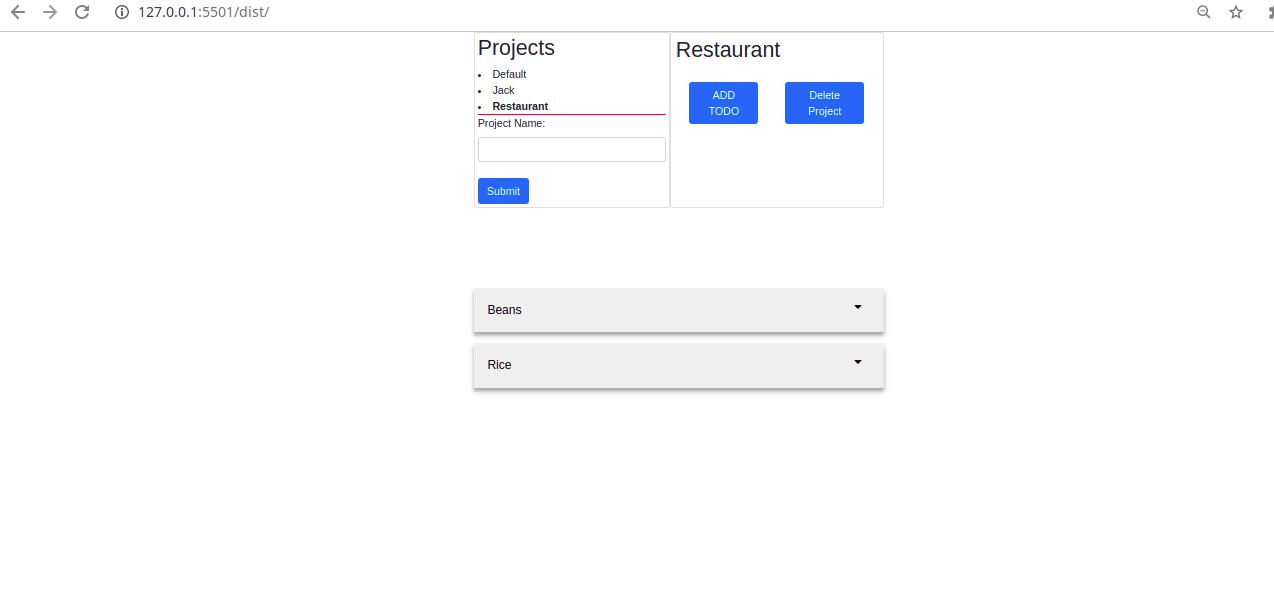 127.0.0.1:5501/dist/
Projects
Default
Jack
Restaurant
Project Name:
Submit
Restaurant
ADD
TODO
Delete
Project
Beans
Rice